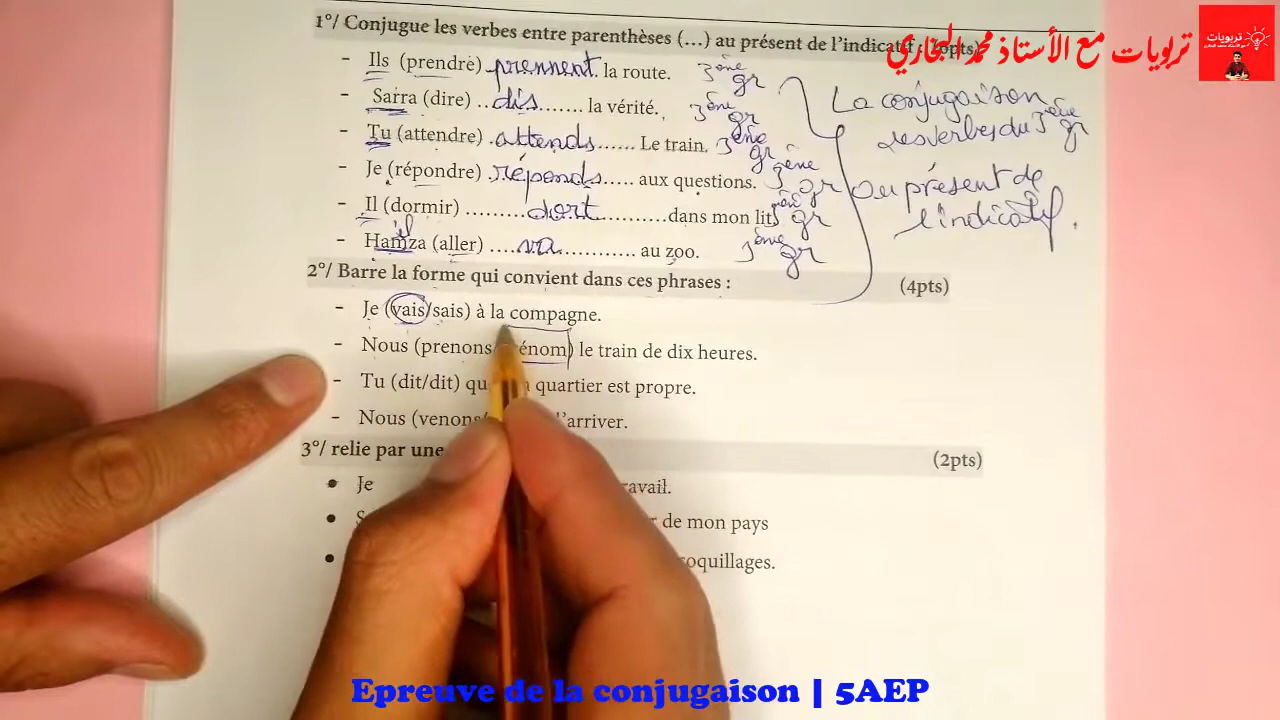 1°/ Conjugue les verbes entre parenthèses (…) au présent de l'indicatif : pts)
تربويات مع الأستاذ محمد البخاري
تربويات
- Ils (prendre) prennent. la route. 3ème gr
- Sarra (dire) ..dis....... la vérité. 3ème gr
- Tu (attendre) .attends...... Le train. 3ème gr
- Je (répondre) .réponds..... aux questions. 3ème gr
- Il (dormir) .........dort............dans mon lit. 3ème gr
il
- Hamza (aller) ....va.............. au zoo. 3ème gr
La conjugaison
des verbes du 3ème gr
au présent de
l'indicatif.
2°/ Barre la forme qui convient dans ces phrases : (4pts)
- Je (vais/sais) à la compagne.
- Nous (prenons/ énom) le train de dix heures.
- Tu (dit/dit) qu quartier est propre.
- Nous (venons l'arriver.
3°/ relie par une (2pts)
• Je ravail.
• de mon pays
• oquillages.
Epreuve de la conjugaison | 5AEP